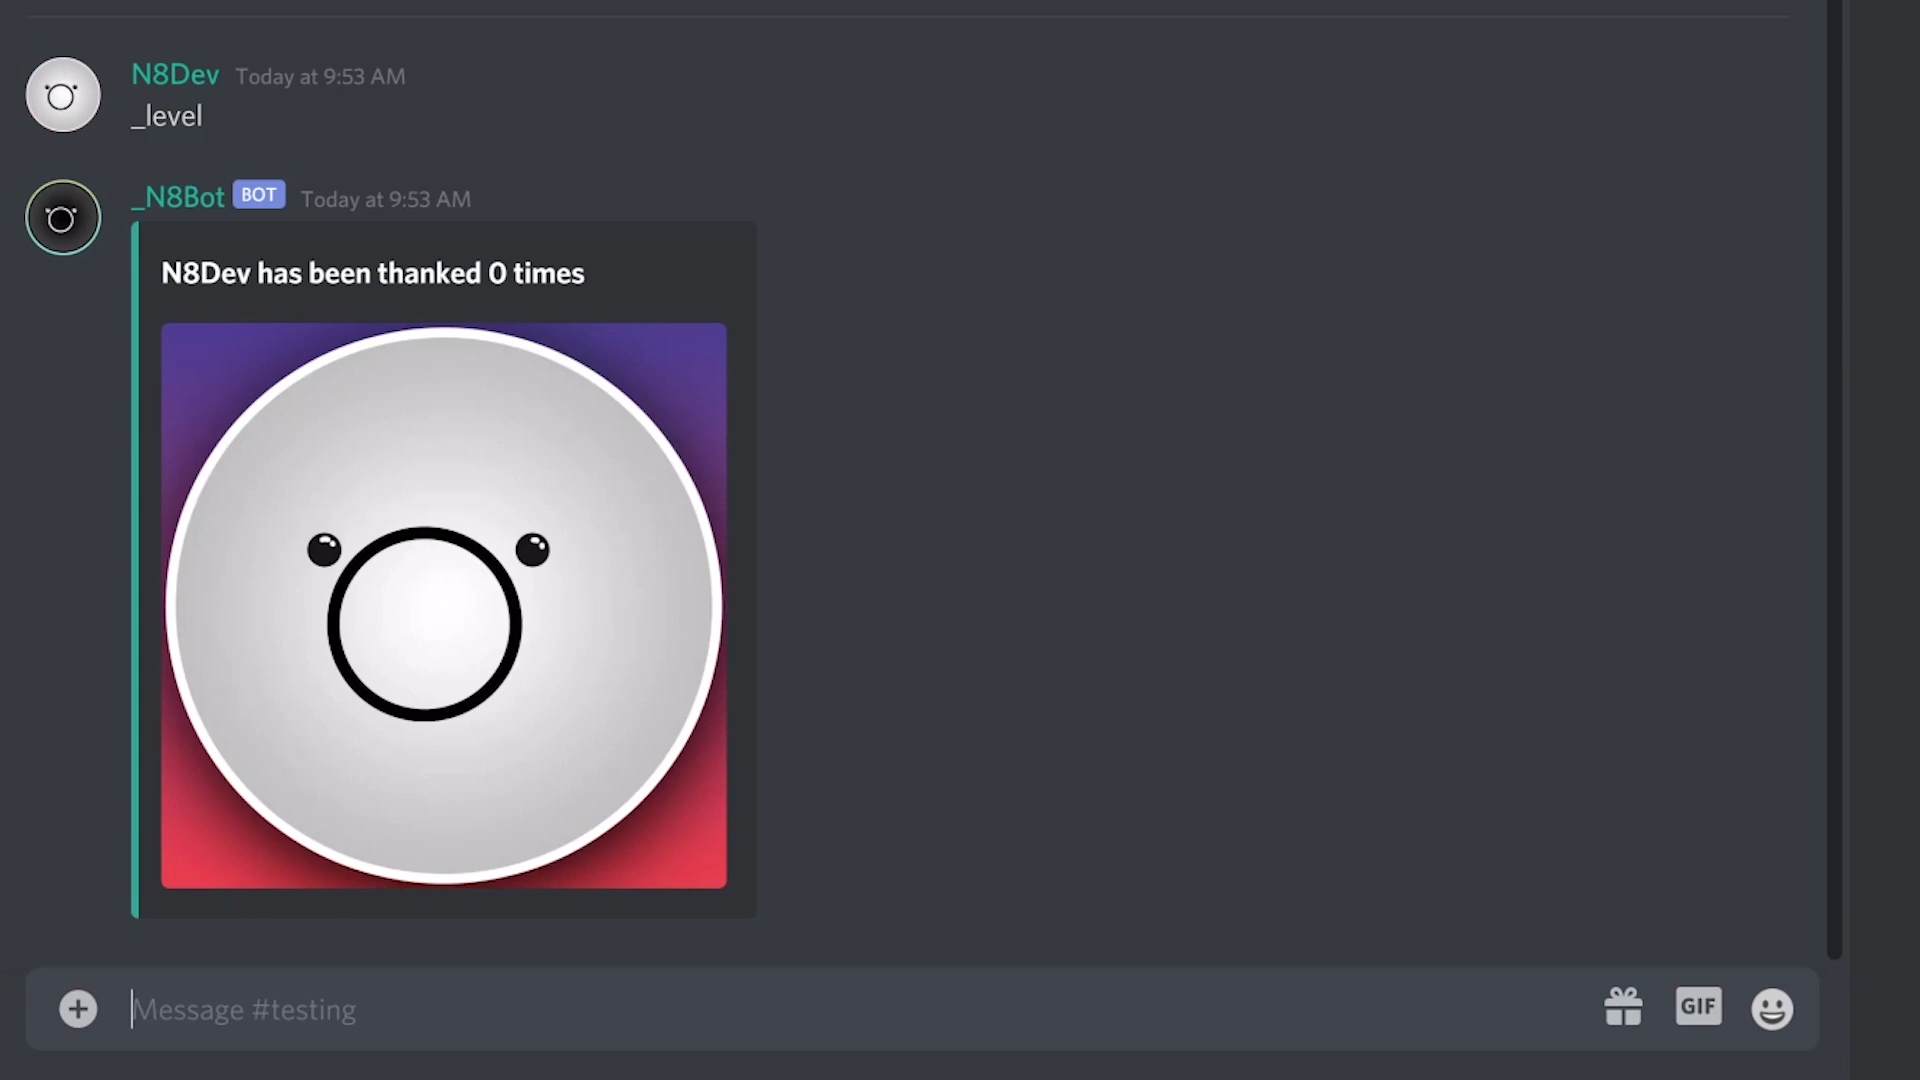 N8Dev Today at 9:53 AM
_level
_N8Bot BOT Today at 9:53 AM
N8Dev has been thanked 0 times
Message #testing
GIF